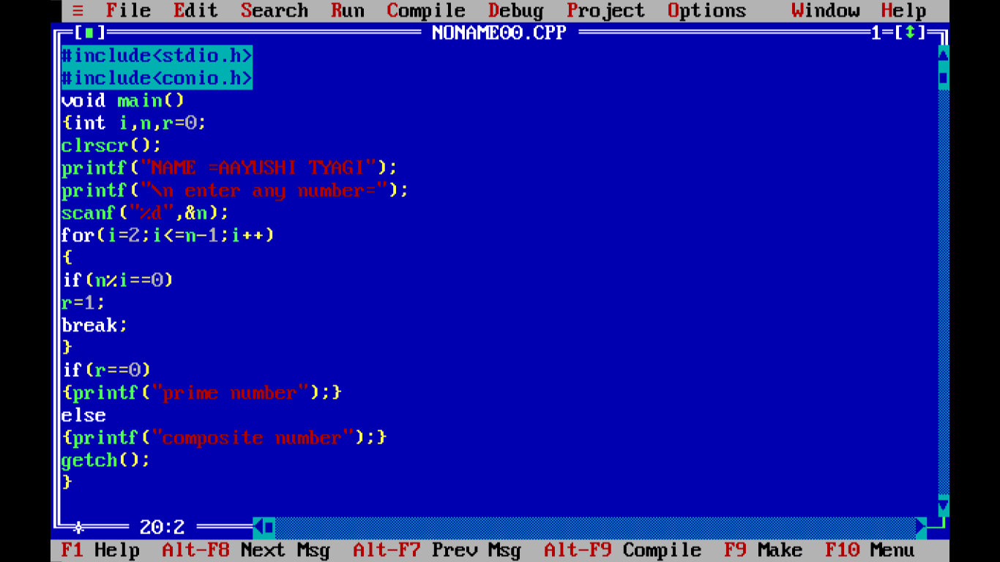 ≡ File Edit Search Run Compile Debug Project Options Window Help
[■] NONAME00.CPP 1=[↕]
#include<stdio.h>
#include<conio.h>
void main()
{int i,n,r=0;
clrscr();
printf("NAME =AAYUSHI TYAGI");
printf("\n enter any number=");
scanf("%d",&n);
for(i=2;i<=n-1;i++)
{
if(n%i==0)
r=1;
break;
}
if(r==0)
{printf("prime number");}
else
{printf("composite number");}
getch();
}
20:2
F1 Help Alt-F8 Next Msg Alt-F7 Prev Msg Alt-F9 Compile F9 Make F10 Menu